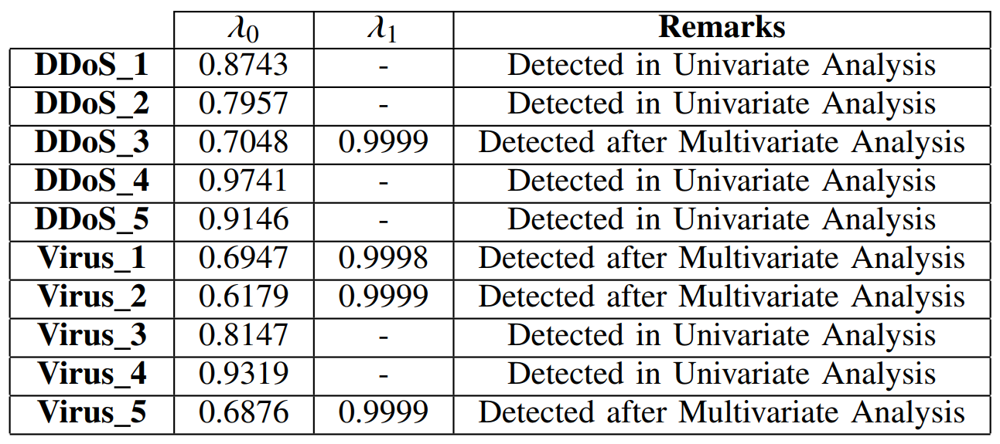 λ0 λ1 Remarks
DDoS_1 0.8743 - Detected in Univariate Analysis
DDoS_2 0.7957 - Detected in Univariate Analysis
DDoS_3 0.7048 0.9999 Detected after Multivariate Analysis
DDoS_4 0.9741 - Detected in Univariate Analysis
DDoS_5 0.9146 - Detected in Univariate Analysis
Virus_1 0.6947 0.9998 Detected after Multivariate Analysis
Virus_2 0.6179 0.9999 Detected after Multivariate Analysis
Virus_3 0.8147 - Detected in Univariate Analysis
Virus_4 0.9319 - Detected in Univariate Analysis
Virus_5 0.6876 0.9999 Detected after Multivariate Analysis